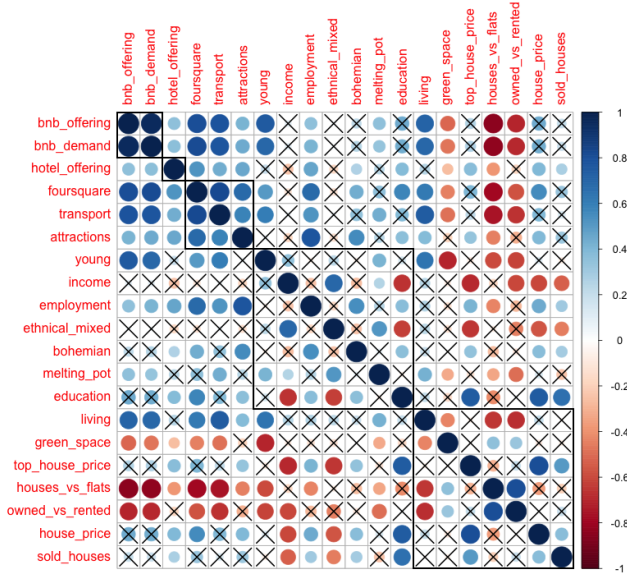 bnb_offering
bnb_demand
hotel_offering
foursquare
transport
attractions
young
income
employment
ethnical_mixed
bohemian
melting_pot
education
living
green_space
top_house_price
houses_vs_flats
owned_vs_rented
house_price
sold_houses
bnb_offering
bnb_demand
hotel_offering
foursquare
transport
attractions
young
income
employment
ethnical_mixed
bohemian
melting_pot
education
living
green_space
top_house_price
houses_vs_flats
owned_vs_rented
house_price
sold_houses
1
0.8
0.6
0.4
0.2
0
-0.2
-0.4
-0.6
-0.8
-1